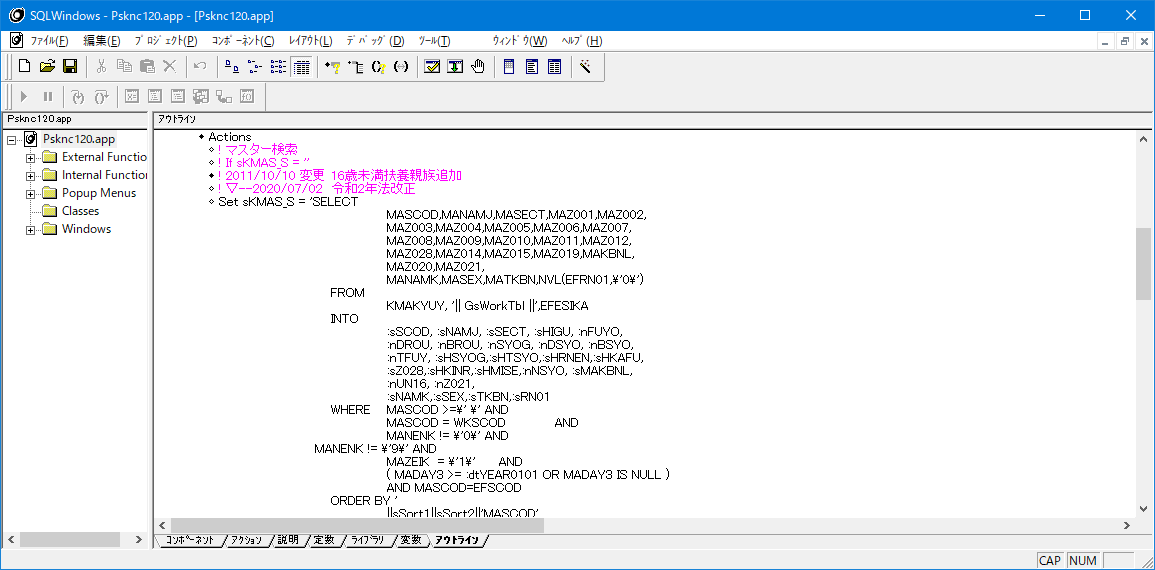 SQLWindows - Psknc120.app - [Psknc120.app]
ﾌｧｲﾙ(F) 編集(E) ﾌﾟﾛｼﾞｪｸﾄ(P) ｺﾝﾎﾟｰﾈﾝﾄ(C) ﾚｲｱｳﾄ(L) ﾃﾞﾊﾞｯｸﾞ(D) ﾂｰﾙ(T) ｳｨﾝﾄﾞｳ(W) ﾍﾙﾌﾟ(H)
Psknc120.app
Psknc120.app
External Functio
Internal Function
Popup Menus
Classes
Windows
ｱｳﾄﾗｲﾝ
Actions
! マスター検索
! If sKMAS_S = ''
! 2011/10/10 変更 16歳未満扶養親族追加
! ▽--2020/07/02 令和2年法改正
Set sKMAS_S = 'SELECT
MASCOD,MANAMJ,MASECT,MAZ001,MAZ002,
MAZ003,MAZ004,MAZ005,MAZ006,MAZ007,
MAZ008,MAZ009,MAZ010,MAZ011,MAZ012,
MAZ028,MAZ014,MAZ015,MAZ019,MAKBNL,
MAZ020,MAZ021,
MANAMK,MASEX,MATKBN,NVL(EFRN01,¥'0¥')
FROM
KMAKYUY, '|| GsWorkTbl ||',EFESIKA
INTO
:sSCOD, :sNAMJ, :sSECT, :sHIGU, :nFUYO,
:nDROU, :nBROU, :nSYOG, :nDSYO, :nBSYO,
:nTFUY, :sHSYOG,:sHTSYO,:sHRNEN,:sHKAFU,
:sZ028,:sHKINR,:sHMISE,:nNSYO, :sMAKBNL,
:nUN16, :nZ021,
:sNAMK,:sSEX,:sTKBN,:sRN01
WHERE MASCOD >=¥' ¥' AND
MASCOD = WKSCOD AND
MANENK != ¥'0¥' AND
MANENK != ¥'9¥' AND
MAZEIK = ¥'1¥' AND
( MADAY3 >= :dtYEAR0101 OR MADAY3 IS NULL )
AND MASCOD=EFSCOD
ORDER BY '
||sSort1||sSort2||'MASCOD'
ｺﾝﾎﾟｰﾈﾝﾄ ｱｸｼｮﾝ 説明 定数 ﾗｲﾌﾞﾗﾘ 変数 ｱｳﾄﾗｲﾝ
CAP NUM